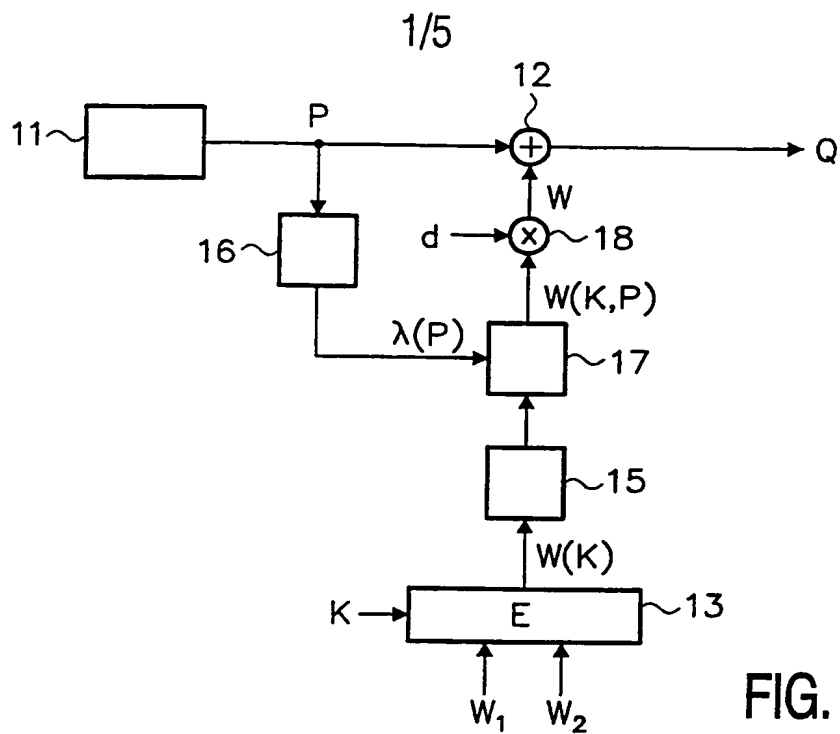 1/5
12
11
P
+
Q
W
16
d
x
18
W(K,P)
λ(P)
17
15
W(K)
K
E
13
W₁ W₂
FIG.